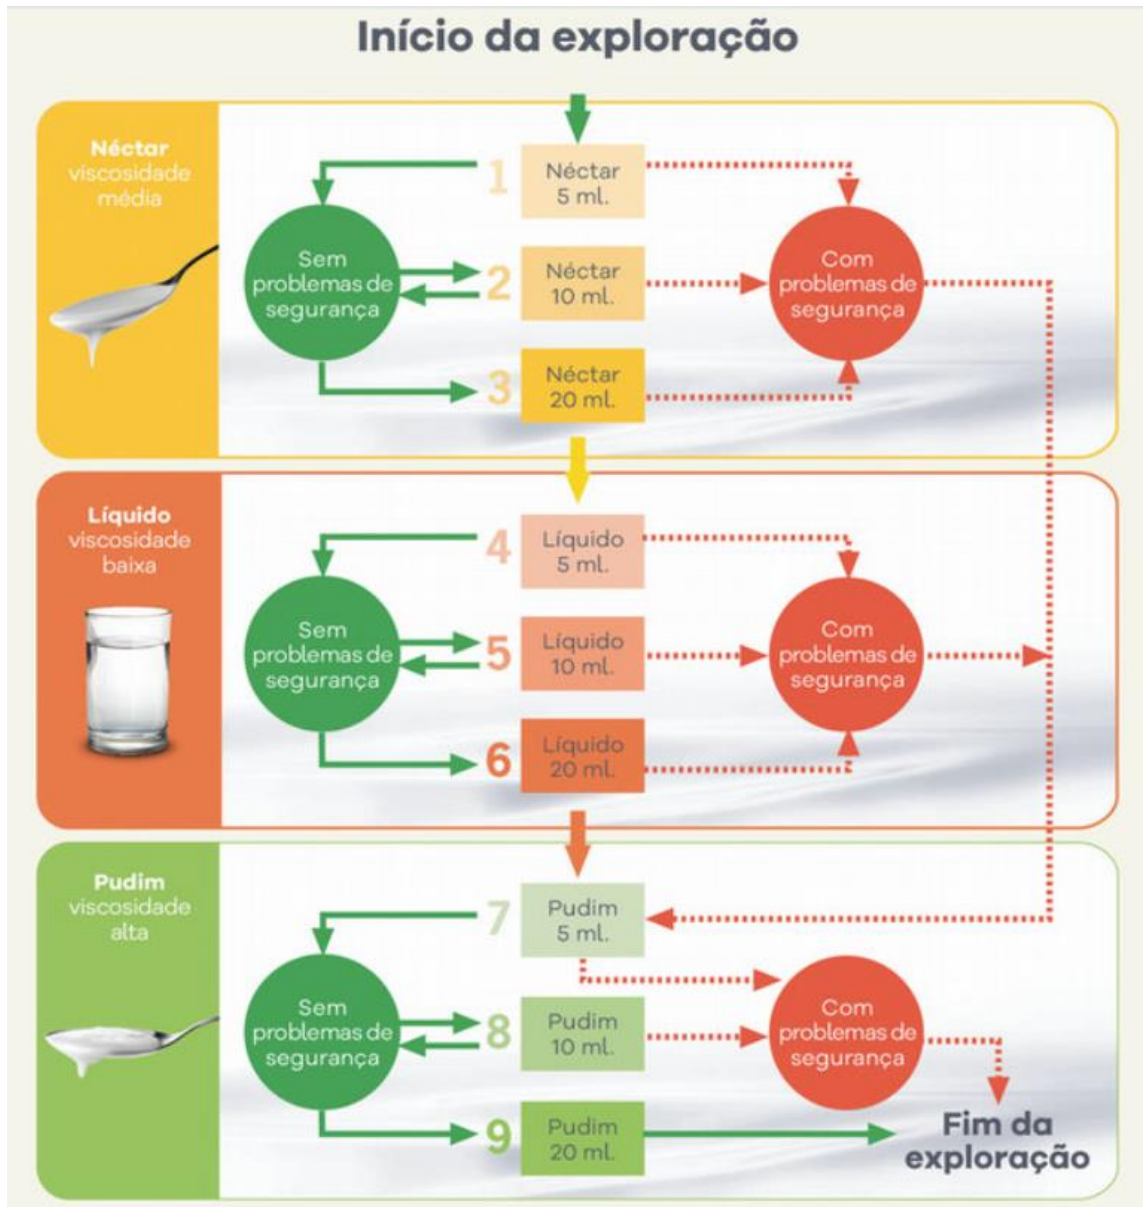 Início da exploração
Néctar
viscosidade
média
1
Néctar
5 ml.
Sem
problemas de
segurança
2
Néctar
10 ml.
Com
problemas de
segurança
3
Néctar
20 ml.
Líquido
viscosidade
baixa
4
Líquido
5 ml.
Sem
problemas de
segurança
5
Líquido
10 ml.
Com
problemas de
segurança
6
Líquido
20 ml.
Pudim
viscosidade
alta
7
Pudim
5 ml.
Sem
problemas de
segurança
8
Pudim
10 ml.
Com
problemas de
segurança
9
Pudim
20 ml.
Fim da
exploração